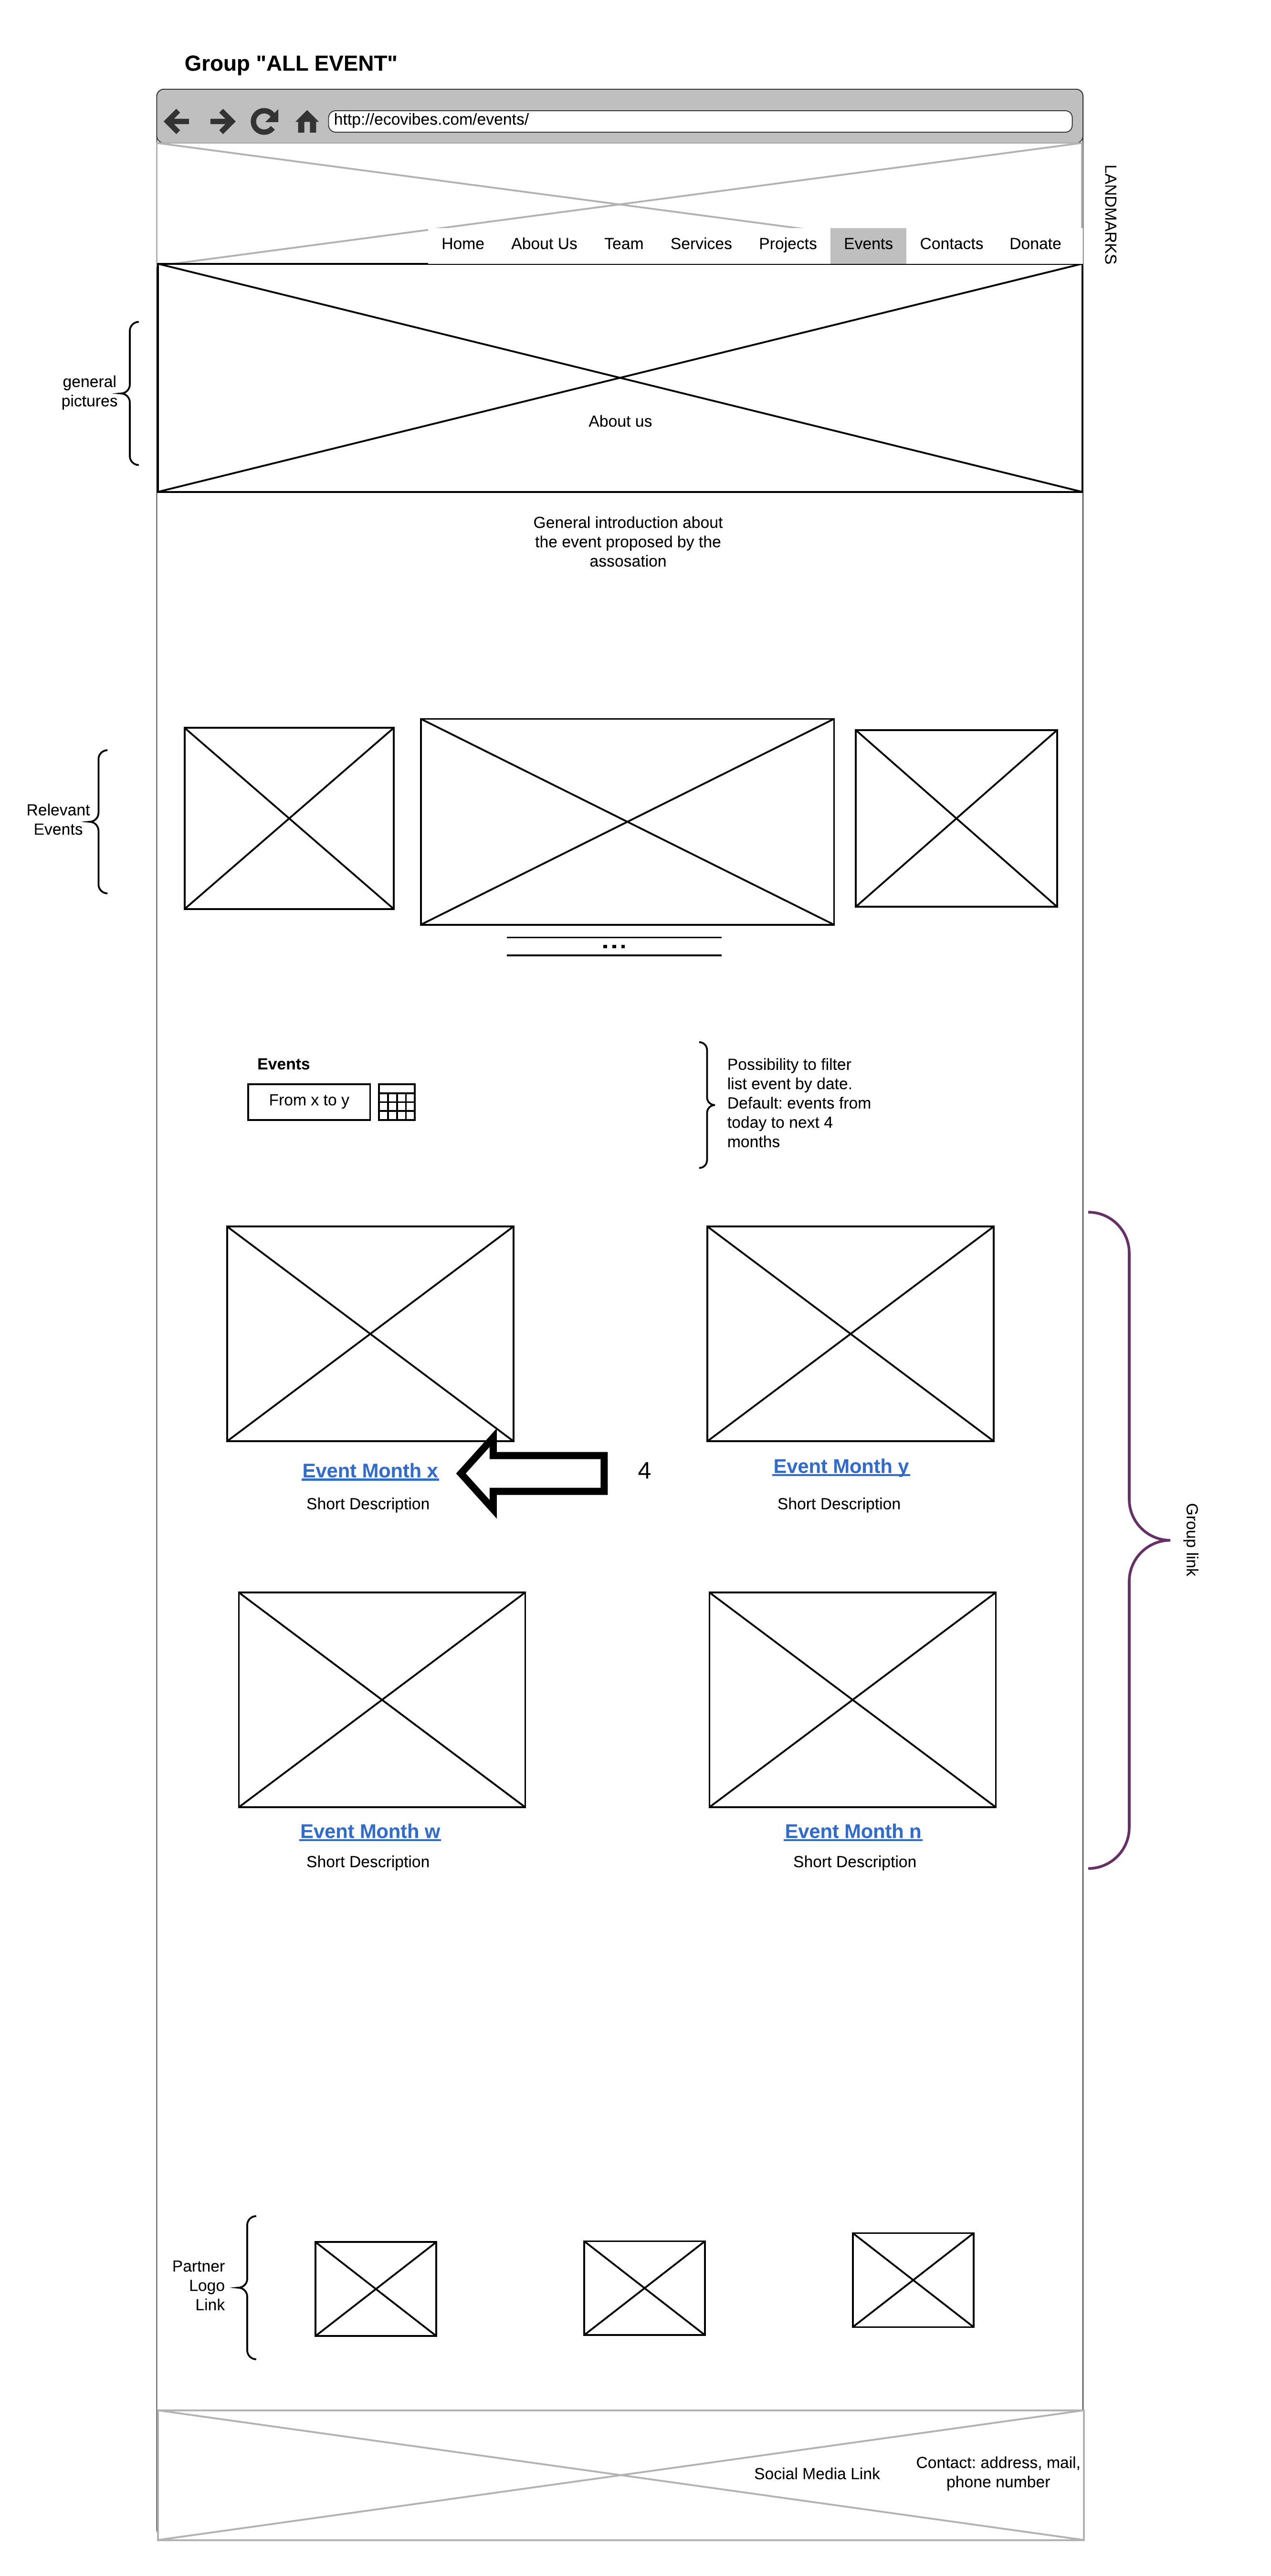 Group "ALL EVENT"
http://ecovibes.com/events/
LANDMARKS
Home About Us Team Services Projects Events Contacts Donate
general
pictures
About us
General introduction about
the event proposed by the
assosation
Relevant
Events
...
Events
From x to y
Possibility to filter
list event by date.
Default: events from
today to next 4
months
Event Month x
4
Event Month y
Short Description
Short Description
Group link
Event Month w
Event Month n
Short Description
Short Description
Partner
Logo
Link
Social Media Link
Contact: address, mail,
phone number